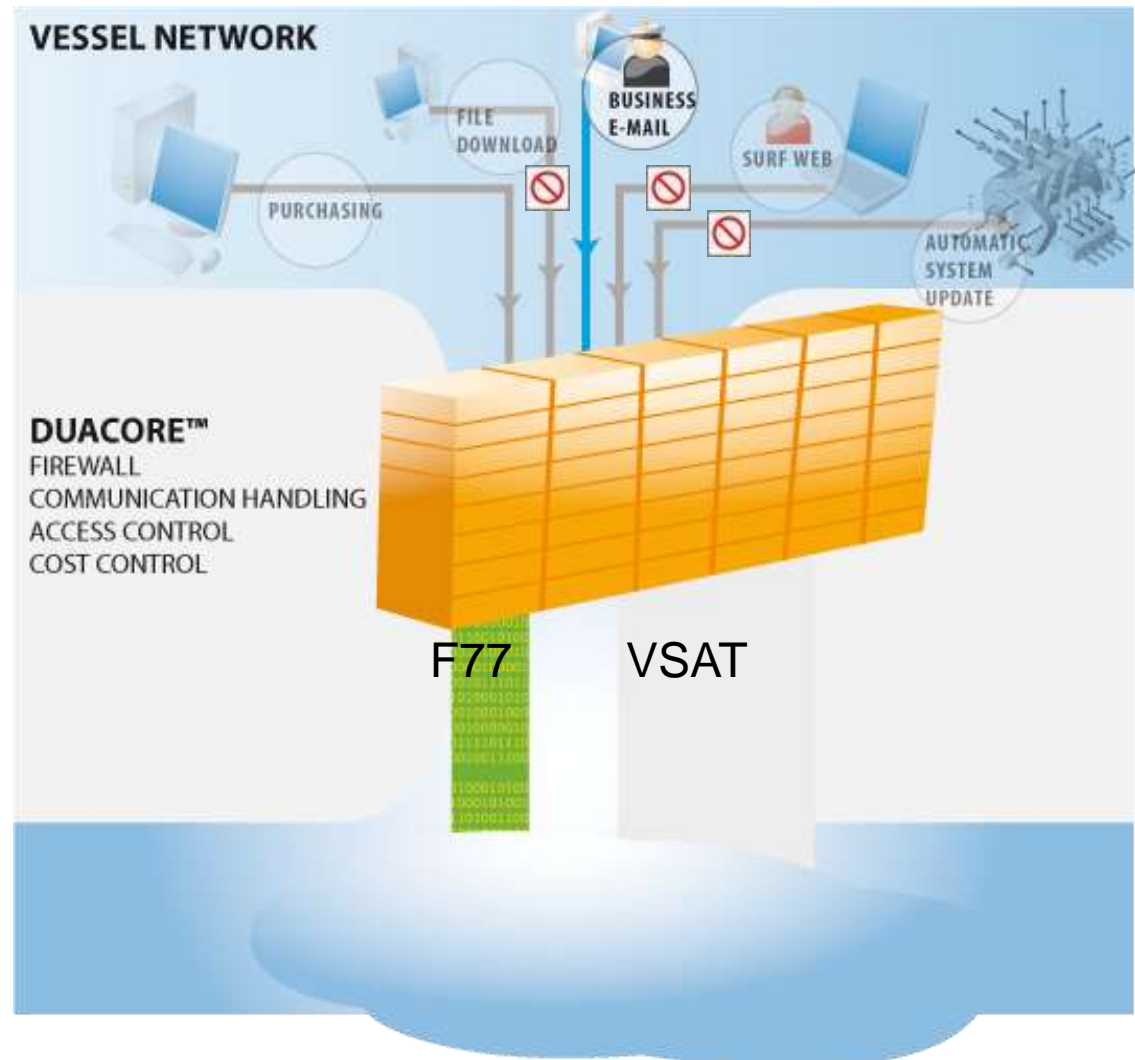 VESSEL NETWORK
FILE
DOWNLOAD
BUSINESS
E-MAIL
SURF WEB
PURCHASING
AUTOMATIC
SYSTEM
UPDATE
DUACORE™
FIREWALL
COMMUNICATION HANDLING
ACCESS CONTROL
COST CONTROL
F77 VSAT